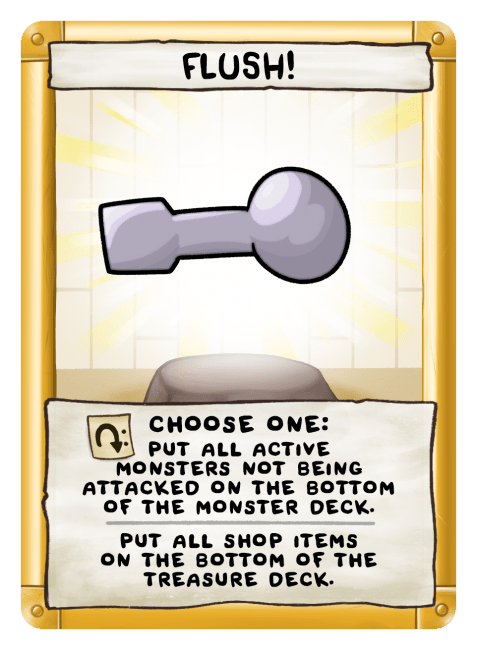 FLUSH!
CHOOSE ONE:
PUT ALL ACTIVE
MONSTERS NOT BEING
ATTACKED ON THE BOTTOM
OF THE MONSTER DECK.
PUT ALL SHOP ITEMS
ON THE BOTTOM OF THE
TREASURE DECK.